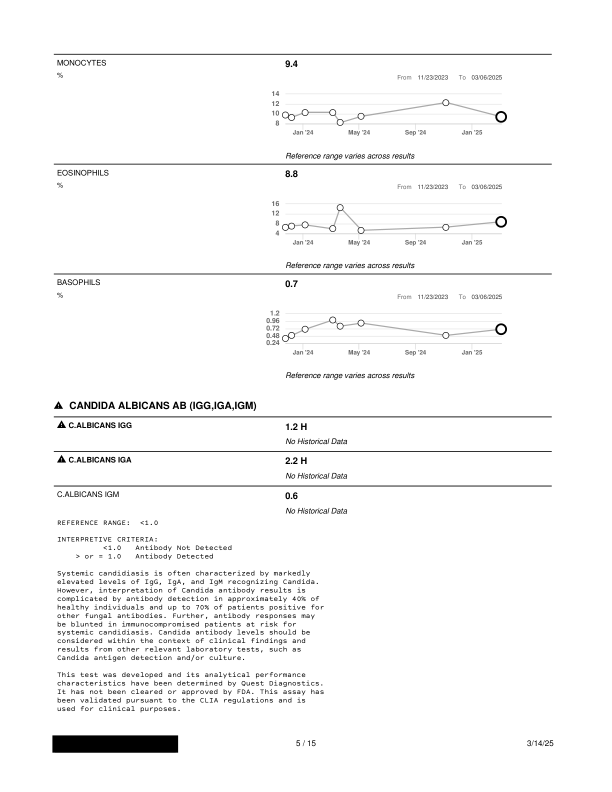 MONOCYTES
%
9.4
From 11/23/2023 To 03/06/2025
14
12
10
8
Jan '24 May '24 Sep '24 Jan '25
Reference range varies across results
EOSINOPHILS
%
8.8
From 11/23/2023 To 03/06/2025
16
12
8
4
Jan '24 May '24 Sep '24 Jan '25
Reference range varies across results
BASOPHILS
%
0.7
From 11/23/2023 To 03/06/2025
1.2
0.96
0.72
0.48
0.24
Jan '24 May '24 Sep '24 Jan '25
Reference range varies across results
CANDIDA ALBICANS AB (IGG,IGA,IGM)
C.ALBICANS IGG 1.2 H
No Historical Data
C.ALBICANS IGA 2.2 H
No Historical Data
C.ALBICANS IGM 0.6
No Historical Data
REFERENCE RANGE: <1.0
INTERPRETIVE CRITERIA:
<1.0 Antibody Not Detected
> or = 1.0 Antibody Detected
Systemic candidiasis is often characterized by markedly
elevated levels of IgG, IgA, and IgM recognizing Candida.
However, interpretation of Candida antibody results is
complicated by antibody detection in approximately 40% of
healthy individuals and up to 70% of patients positive for
other fungal antibodies. Further, antibody responses may
be blunted in immunocompromised patients at risk for
systemic candidiasis. Candida antibody levels should be
considered within the context of clinical findings and
results from other relevant laboratory tests, such as
Candida antigen detection and/or culture.
This test was developed and its analytical performance
characteristics have been determined by Quest Diagnostics.
It has not been cleared or approved by FDA. This assay has
been validated pursuant to the CLIA regulations and is
used for clinical purposes.
5 / 15
3/14/25